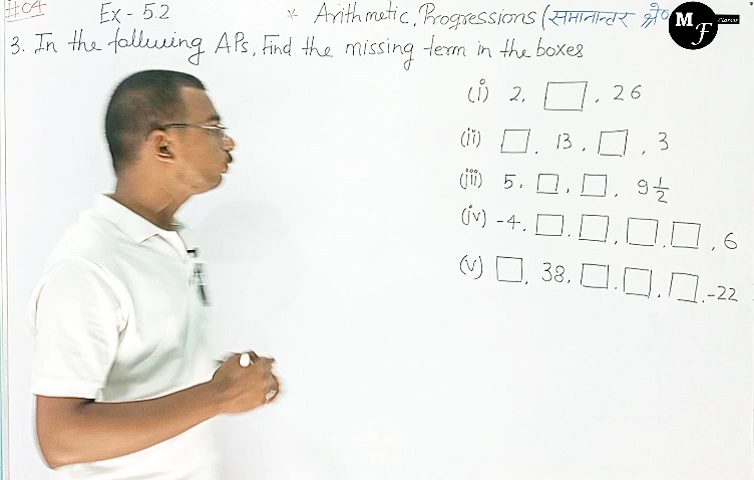 #04 Ex - 5.2 * Arithmetic, Progressions (समानान्तर
M F Classes
3. In the following APs, Find the missing term in the boxes
(i) 2, □, 26
(ii) □, 13, □, 3
(iii) 5, □, □, 9 1/2
(iv) -4, □, □, □, □, 6
(v) □, 38, □, □, □, -22